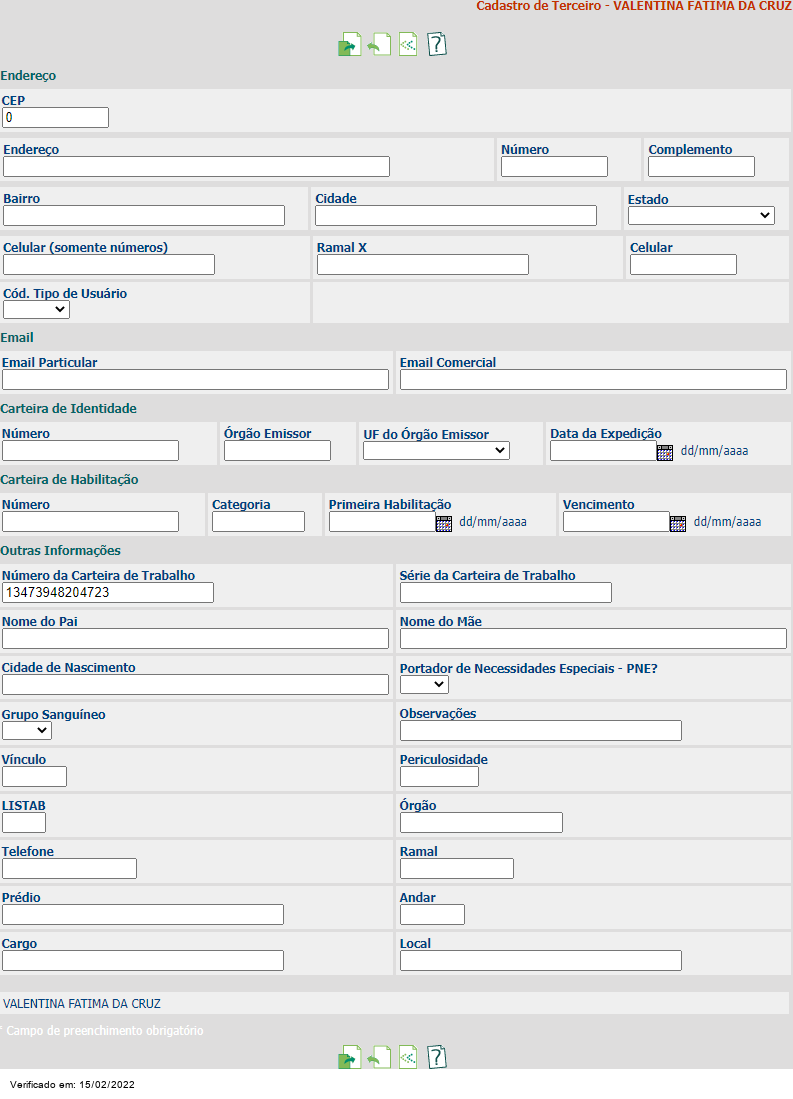 Cadastro de Terceiro - VALENTINA FATIMA DA CRUZ
Endereço
CEP
0
Endereço Número Complemento
Bairro Cidade Estado
Celular (somente números) Ramal X Celular
Cód. Tipo de Usuário
Email
Email Particular Email Comercial
Carteira de Identidade
Número Órgão Emissor UF do Órgão Emissor Data da Expedição
dd/mm/aaaa
Carteira de Habilitação
Número Categoria Primeira Habilitação Vencimento
dd/mm/aaaa dd/mm/aaaa
Outras Informações
Número da Carteira de Trabalho Série da Carteira de Trabalho
13473948204723
Nome do Pai Nome do Mãe
Cidade de Nascimento Portador de Necessidades Especiais - PNE?
Grupo Sanguíneo Observações
Vínculo Periculosidade
LISTAB Órgão
Telefone Ramal
Prédio Andar
Cargo Local
VALENTINA FATIMA DA CRUZ
* Campo de preenchimento obrigatório
Verificado em: 15/02/2022